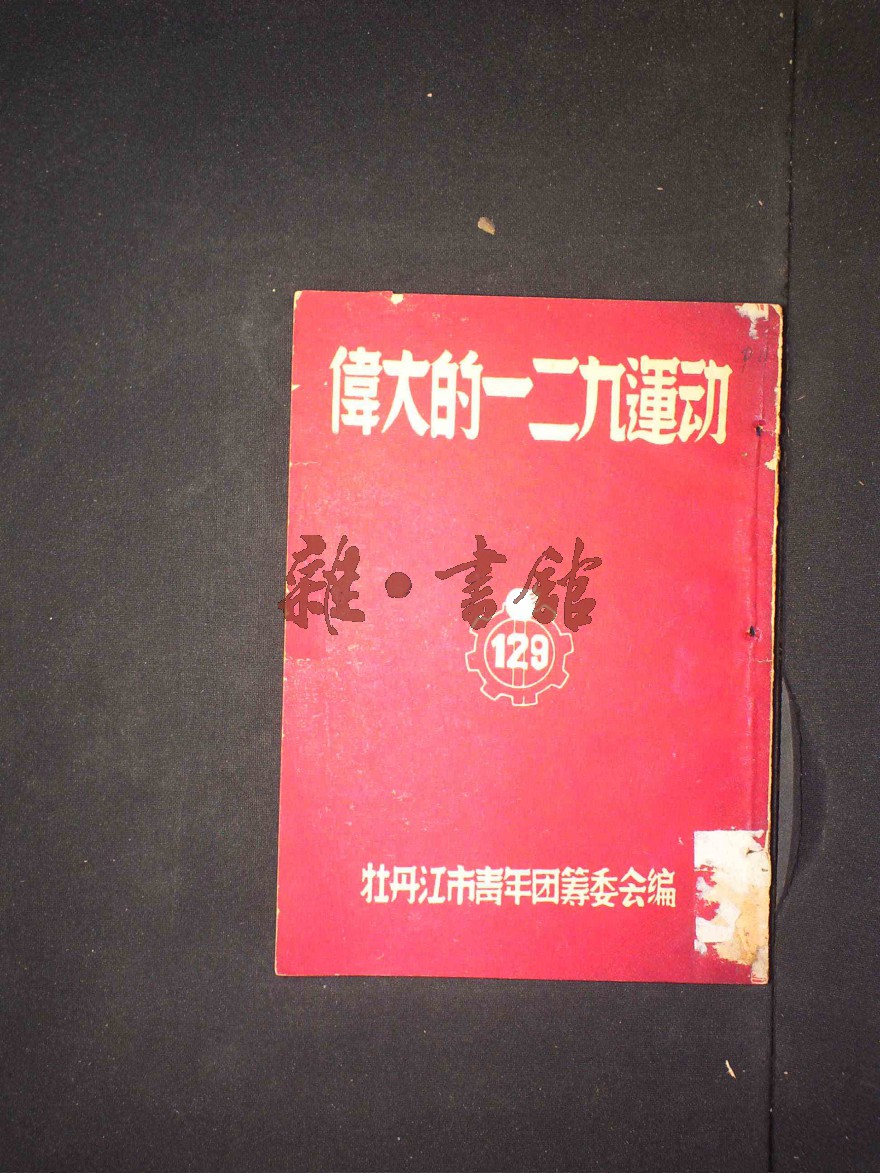 偉大的一二九運动
雜·書館
129
牡丹江市青年团筹委会编